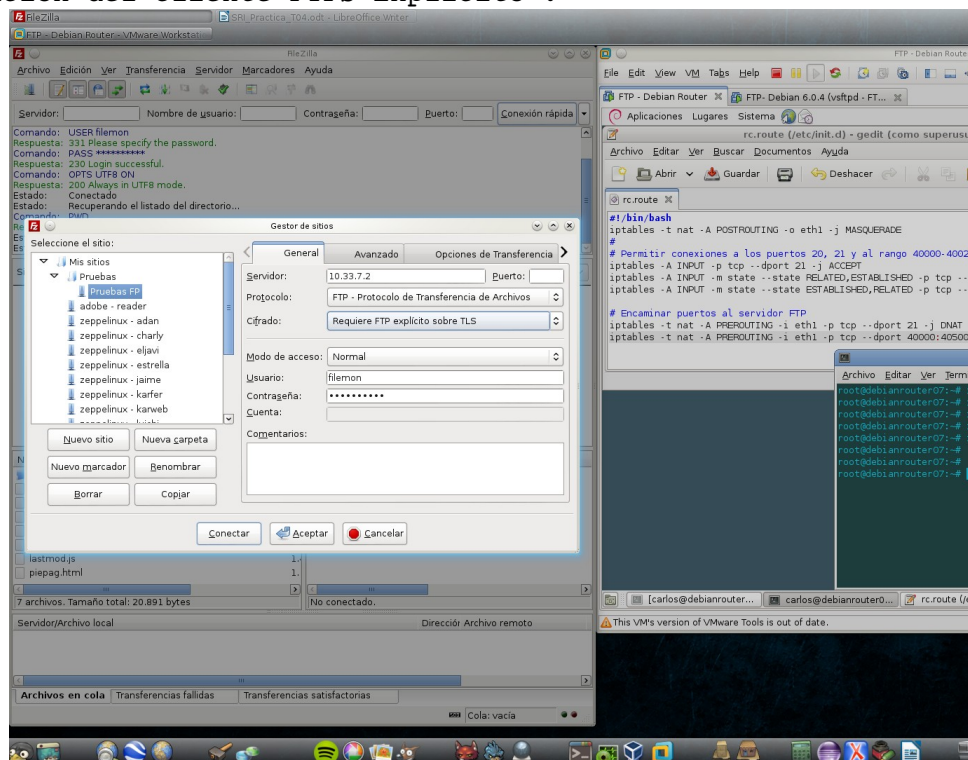 FileZilla
SRI_Practica_T04.odt - LibreOffice Writer
FTP - Debian Router - VMware Workstati
FileZilla
Archivo Edición Ver Transferencia Servidor Marcadores Ayuda
Servidor: Nombre de usuario: Contraseña: Puerto: Conexión rápida
Comando: USER filemon
Respuesta: 331 Please specify the password.
Comando: PASS **********
Respuesta: 230 Login successful.
Comando: OPTS UTF8 ON
Respuesta: 200 Always in UTF8 mode.
Estado: Conectado
Estado: Recuperando el listado del directorio...
Comando: PWD
Gestor de sitios
Seleccione el sitio:
Mis sitios
Pruebas
Pruebas FP
adobe - reader
zeppelinux - adan
zeppelinux - charly
zeppelinux - eljavi
zeppelinux - estrella
zeppelinux - jaime
zeppelinux - karfer
zeppelinux - karweb
Nuevo sitio Nueva carpeta
Nuevo marcador Renombrar
Borrar Copiar
General Avanzado Opciones de Transferencia
Servidor: 10.33.7.2 Puerto:
Protocolo: FTP - Protocolo de Transferencia de Archivos
Cifrado: Requiere FTP explícito sobre TLS
Modo de acceso: Normal
Usuario: filemon
Contraseña: ••••••••••
Cuenta:
Comentarios:
Conectar Aceptar Cancelar
lastmod.js 1.
piepag.html 1.
7 archivos. Tamaño total: 20.891 bytes
No conectado.
Servidor/Archivo local Direcciór Archivo remoto
Archivos en cola Transferencias fallidas Transferencias satisfactorias
Cola: vacía
FTP - Debian Route
File Edit View VM Tabs Help
FTP - Debian Router FTP- Debian 6.0.4 (vsftpd - FT...
Aplicaciones Lugares Sistema
rc.route (/etc/init.d) - gedit (como superusu
Archivo Editar Ver Buscar Documentos Ayuda
Abrir Guardar Deshacer
rc.route
#!/bin/bash
iptables -t nat -A POSTROUTING -o eth1 -j MASQUERADE
#
# Permitir conexiones a los puertos 20, 21 y al rango 40000-4002
iptables -A INPUT -p tcp --dport 21 -j ACCEPT
iptables -A INPUT -m state --state RELATED,ESTABLISHED -p tcp --
iptables -A INPUT -m state --state ESTABLISHED,RELATED -p tcp --
# Encaminar puertos al servidor FTP
iptables -t nat -A PREROUTING -i eth1 -p tcp --dport 21 -j DNAT
iptables -t nat -A PREROUTING -i eth1 -p tcp --dport 40000:40500
Archivo Editar Ver Term
root@debianrouter07:~#
root@debianrouter07:~#
root@debianrouter07:~#
root@debianrouter07:~#
root@debianrouter07:~#
root@debianrouter07:~#
root@debianrouter07:~#
[carlos@debianrouter... carlos@debianrouter0... rc.route (/e
This VM's version of VMware Tools is out of date.